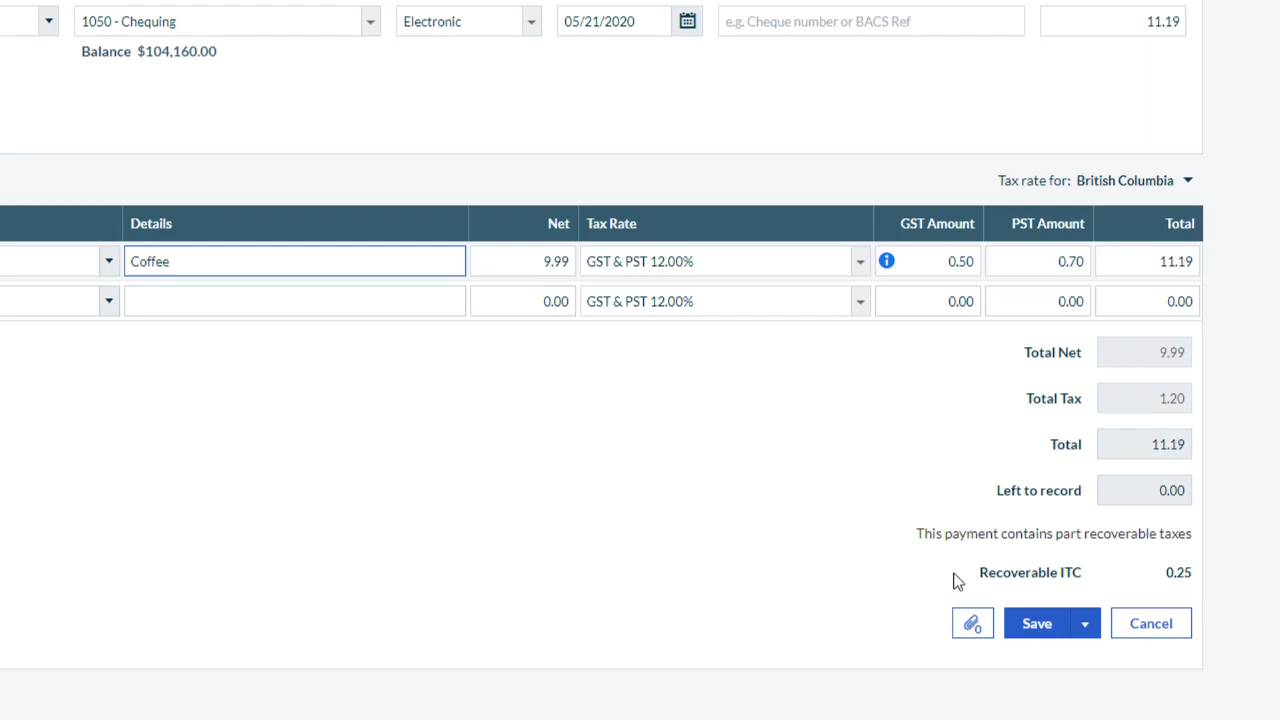 1050 - Chequing Electronic 05/21/2020 e.g. Cheque number or BACS Ref 11.19
Balance $104,160.00
Tax rate for: British Columbia
Details Net Tax Rate GST Amount PST Amount Total
Coffee 9.99 GST & PST 12.00% 0.50 0.70 11.19
0.00 GST & PST 12.00% 0.00 0.00 0.00
Total Net 9.99
Total Tax 1.20
Total 11.19
Left to record 0.00
This payment contains part recoverable taxes
Recoverable ITC 0.25
0 Save Cancel